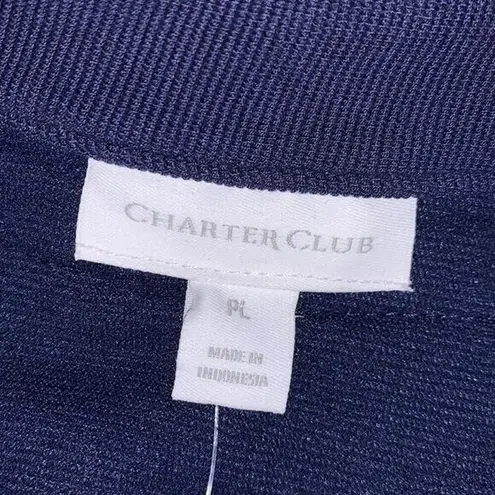 CHARTER CLUB
PL
MADE IN
INDONESIA